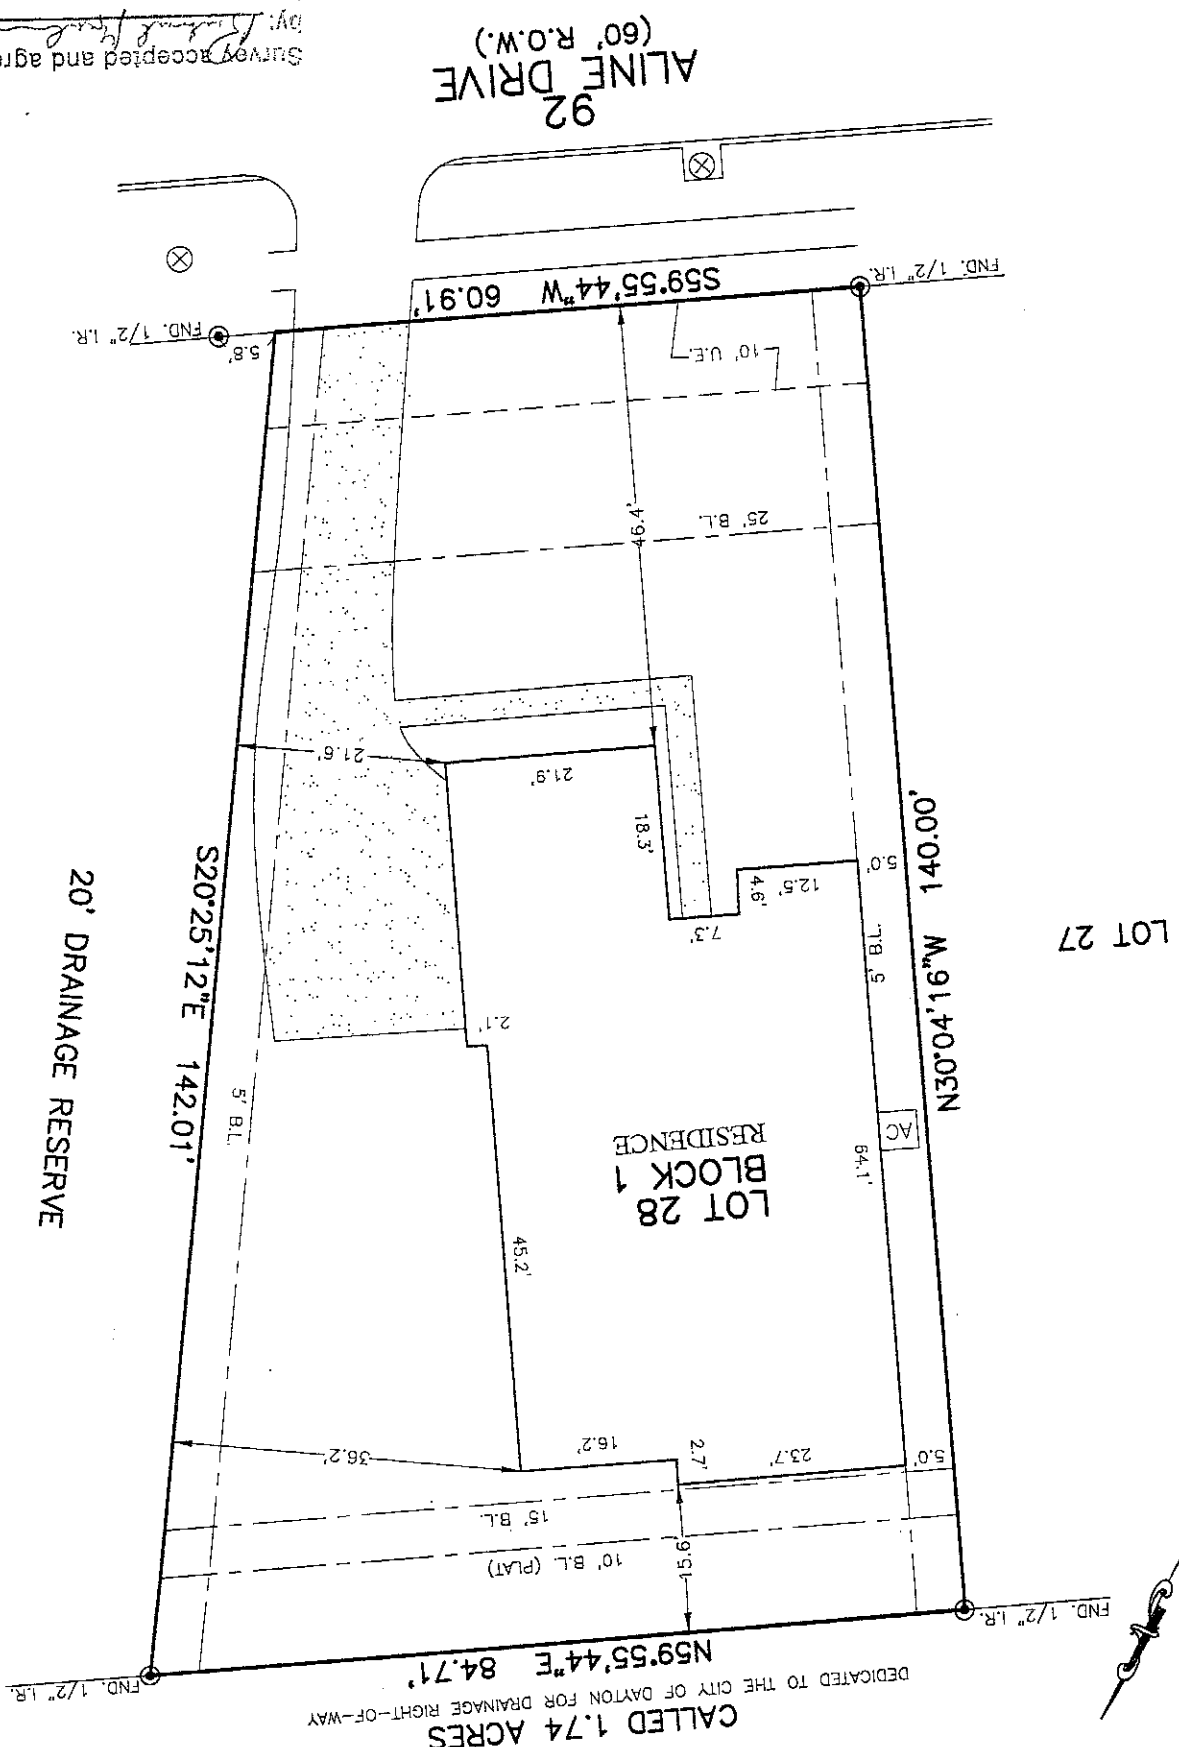 CALLED 1.74 ACRES
DEDICATED TO THE CITY OF DAYTON FOR DRAINAGE RIGHT-OF-WAY
N59°55'44"E 84.71'
FND. 1/2" I.R.
FND. 1/2" I.R.
10' B.L. (PLAT)
15.6
15' B.L.
5.0'
23.7'
2.7'
16.2'
36.2'
45.2'
64.1'
LOT 28
BLOCK 1
RESIDENCE
AC
5' B.L.
5' B.L.
N30°04'16"W 140.00'
LOT 27
S20°25'12"E 142.01'
20' DRAINAGE RESERVE
2.1'
7.3'
4.6'
12.5'
5.0'
18.3'
21.9'
21.6'
46.4'
25' B.L.
10' U.E.
5.8'
FND. 1/2" I.R.
FND. 1/2" I.R.
S59°55'44"W 60.91'
92
ALINE DRIVE
(60' R.O.W.)
Survey accepted and agre
by: